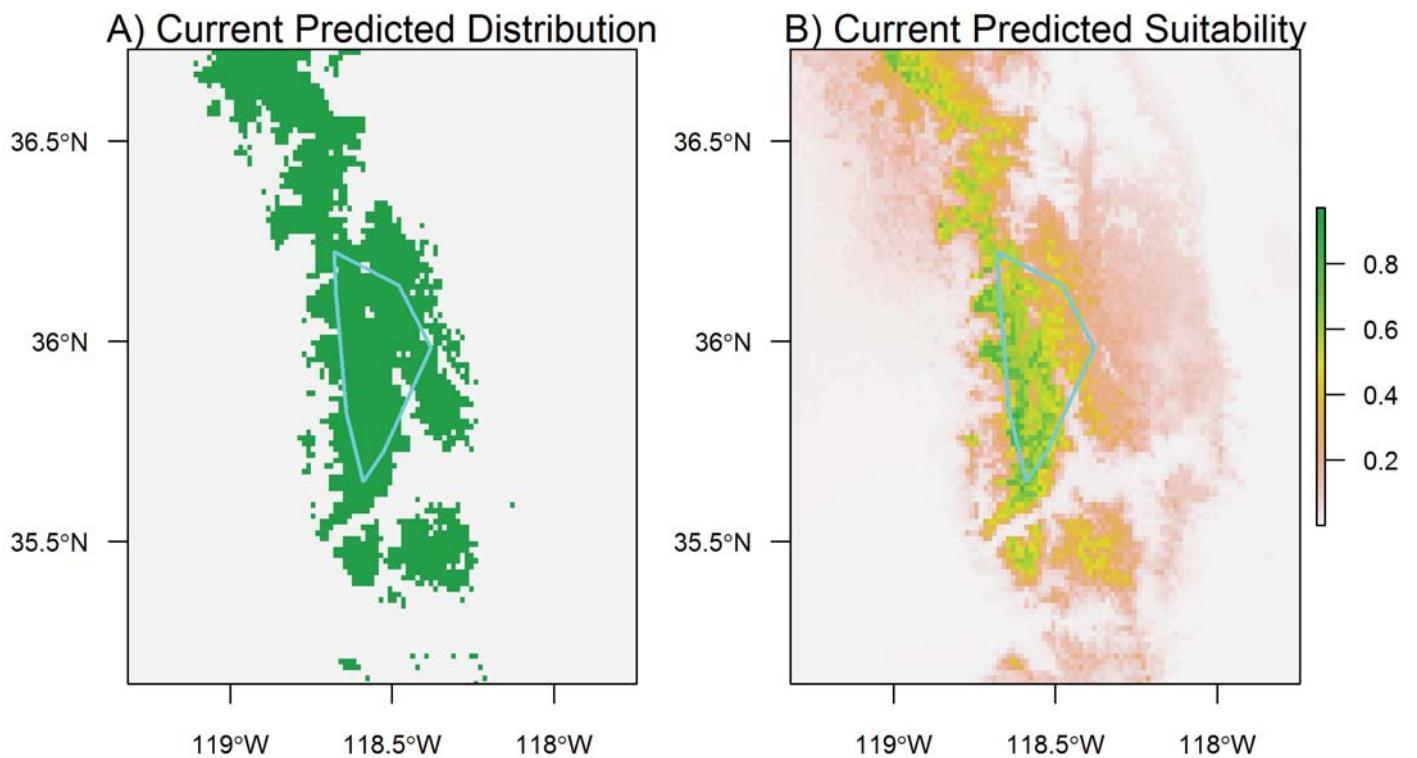 A) Current Predicted Distribution
36.5°N
36°N
35.5°N
119°W 118.5°W 118°W
B) Current Predicted Suitability
36.5°N
36°N
35.5°N
119°W 118.5°W 118°W
0.8
0.6
0.4
0.2